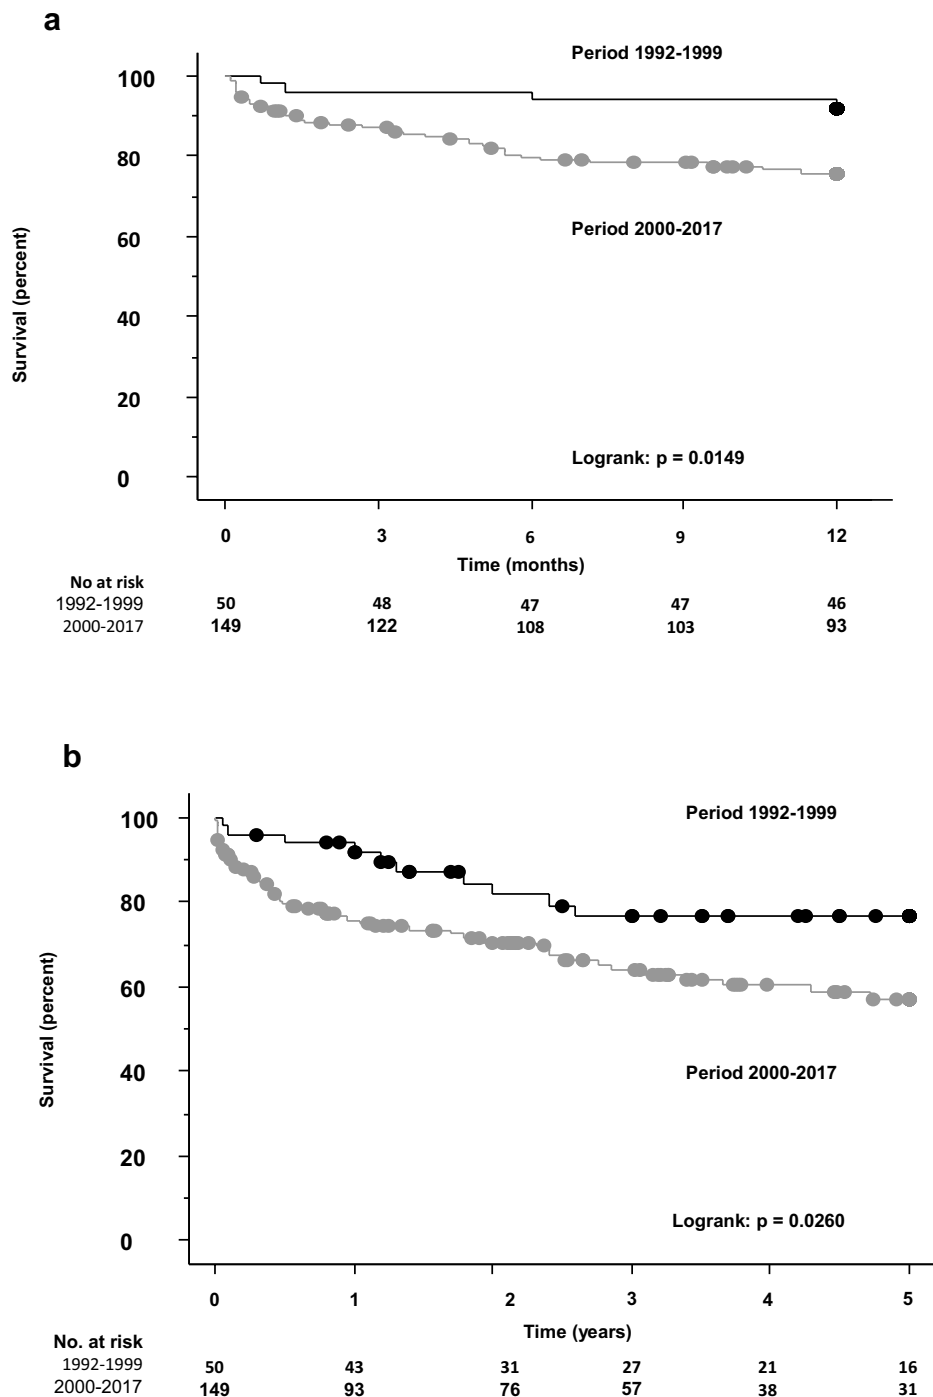 a
Period 1992-1999
100
80
60
40
20
0
Survival (percent)
Period 2000-2017
Logrank: p = 0.0149
0 3 6 9 12
Time (months)
No at risk
1992-1999 50 48 47 47 46
2000-2017 149 122 108 103 93
b
Period 1992-1999
100
80
60
40
20
0
Survival (percent)
Period 2000-2017
Logrank: p = 0.0260
0 1 2 3 4 5
Time (years)
No. at risk
1992-1999 50 43 31 27 21 16
2000-2017 149 93 76 57 38 31